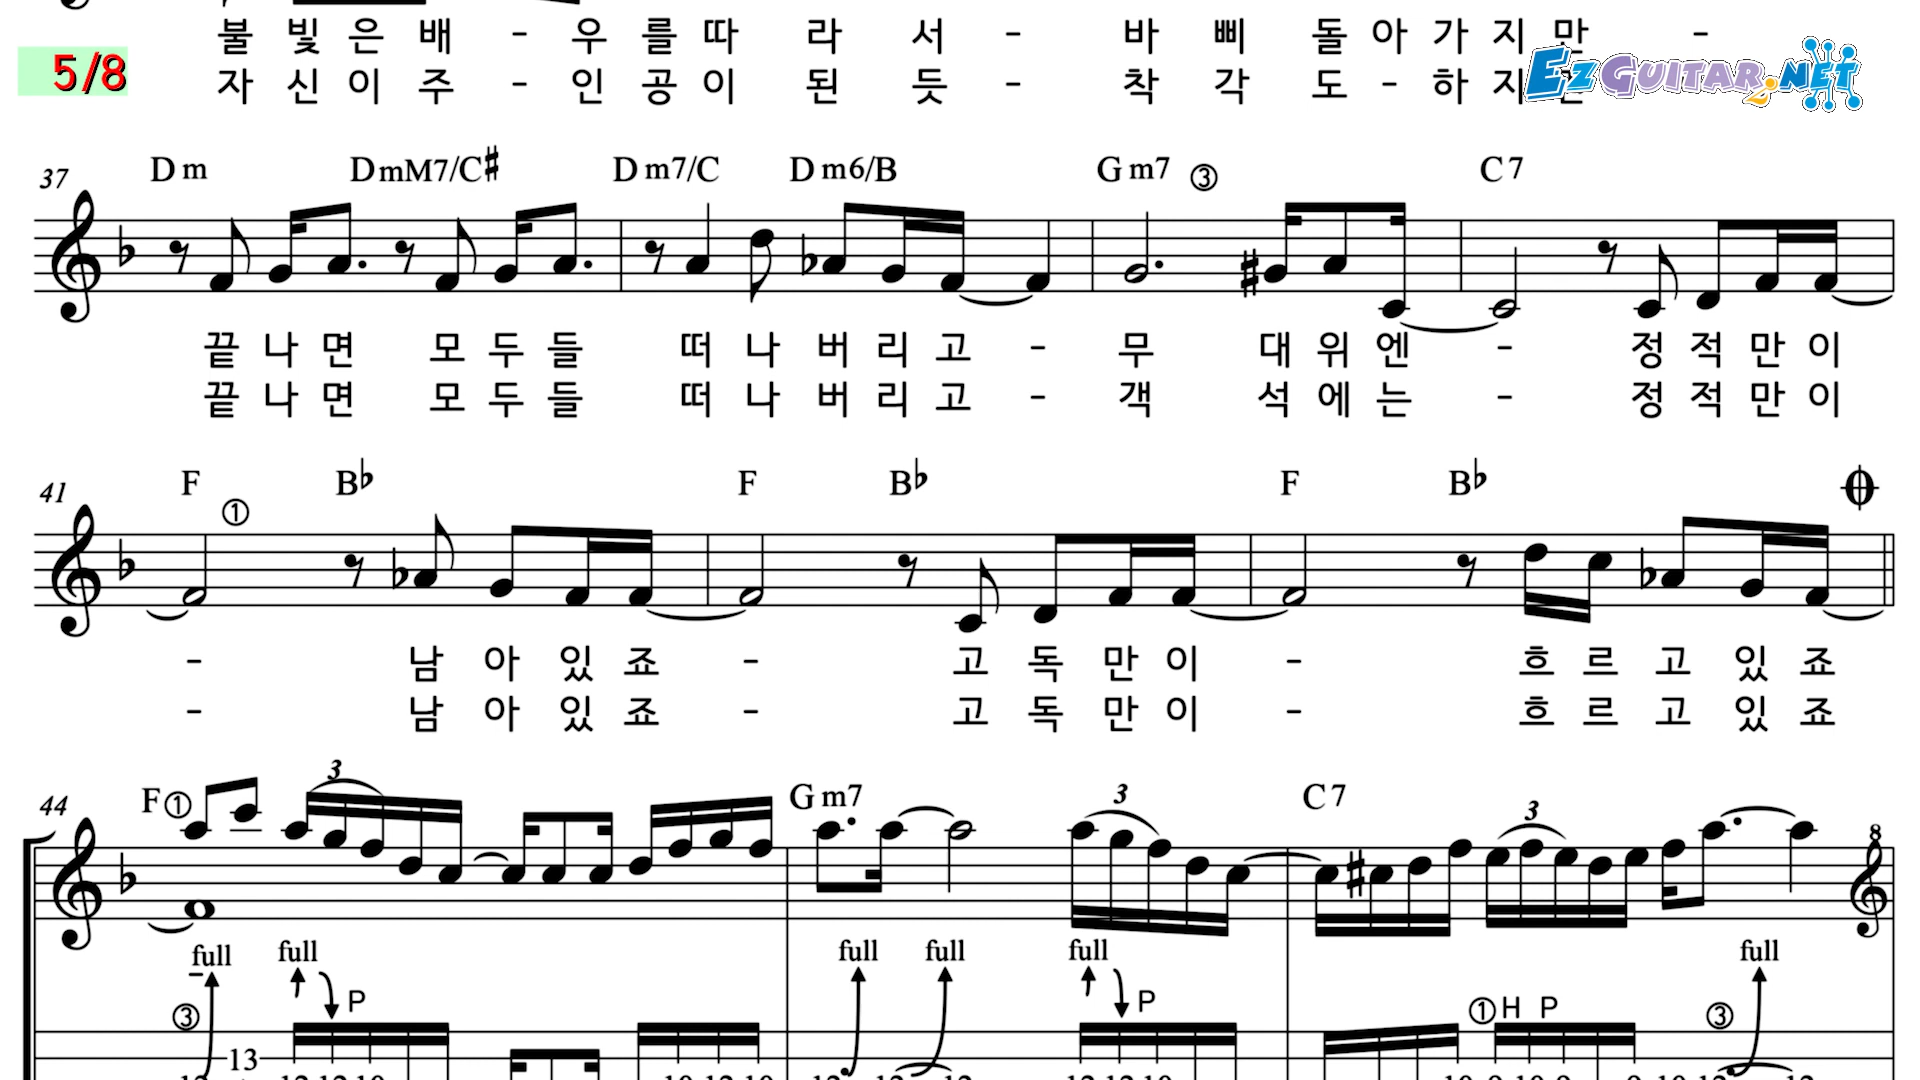 불 빛 은 배 - 우 를 따 라 서 - 바 삐 돌 아 가 지 만 -
5/8
자 신 이 주 - 인 공 이 된 듯 - 착 각 도 - 하 지
EzGuitar2.NET
37 Dm DmM7/C♯ Dm7/C Dm6/B Gm7 ③ C7
끝 나 면 모 두 들 떠 나 버 리 고 - 무 대 위 엔 - 정 적 만 이
끝 나 면 모 두 들 떠 나 버 리 고 - 객 석 에 는 - 정 적 만 이
41 F ① B♭ F B♭ F B♭
- 남 아 있 죠 - 고 독 만 이 - 흐 르 고 있 죠
- 남 아 있 죠 - 고 독 만 이 - 흐 르 고 있 죠
44 F ① 3 Gm7 3 C7 3 8
full full full full full full
③ P P ① H P ③
13